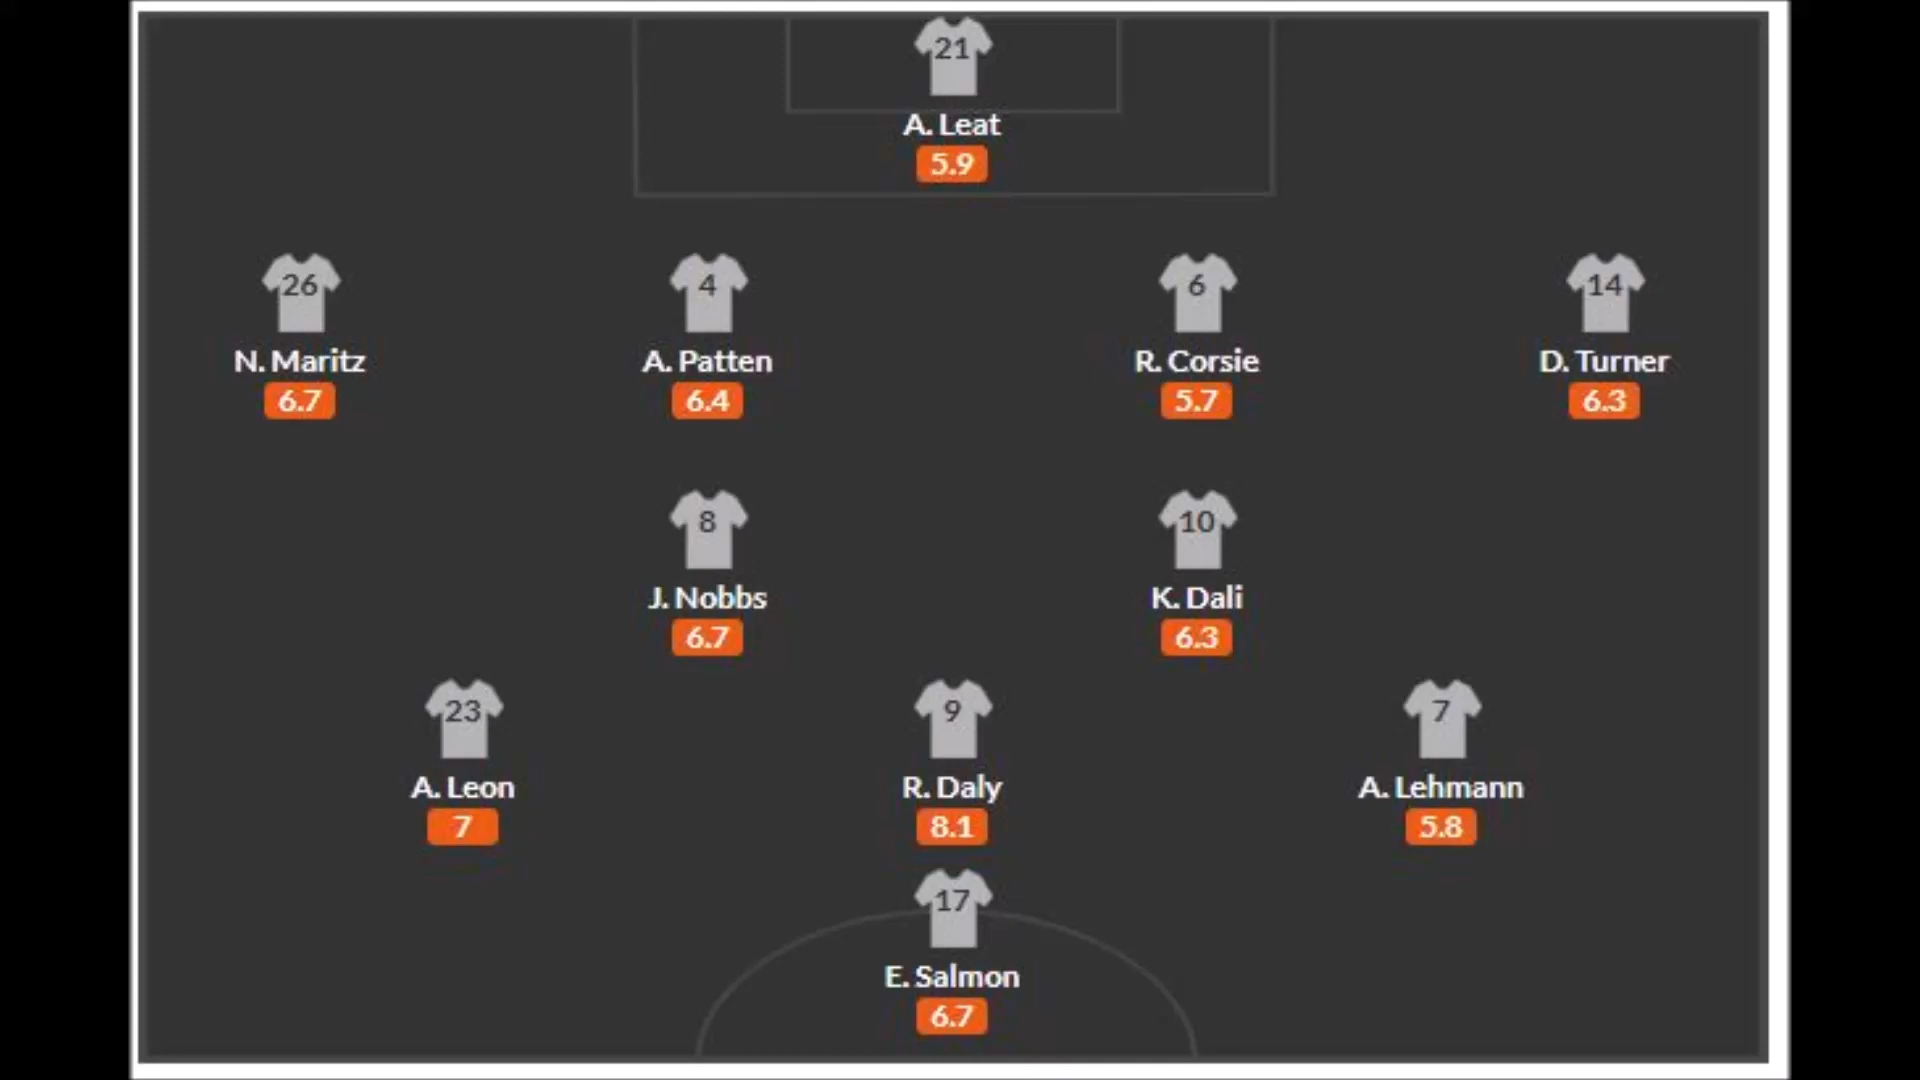 21
A. Leat
5.9
26
N. Maritz
6.7
4
A. Patten
6.4
6
R. Corsie
5.7
14
D. Turner
6.3
8
J. Nobbs
6.7
10
K. Dali
6.3
23
A. Leon
7
9
R. Daly
8.1
7
A. Lehmann
5.8
17
E. Salmon
6.7